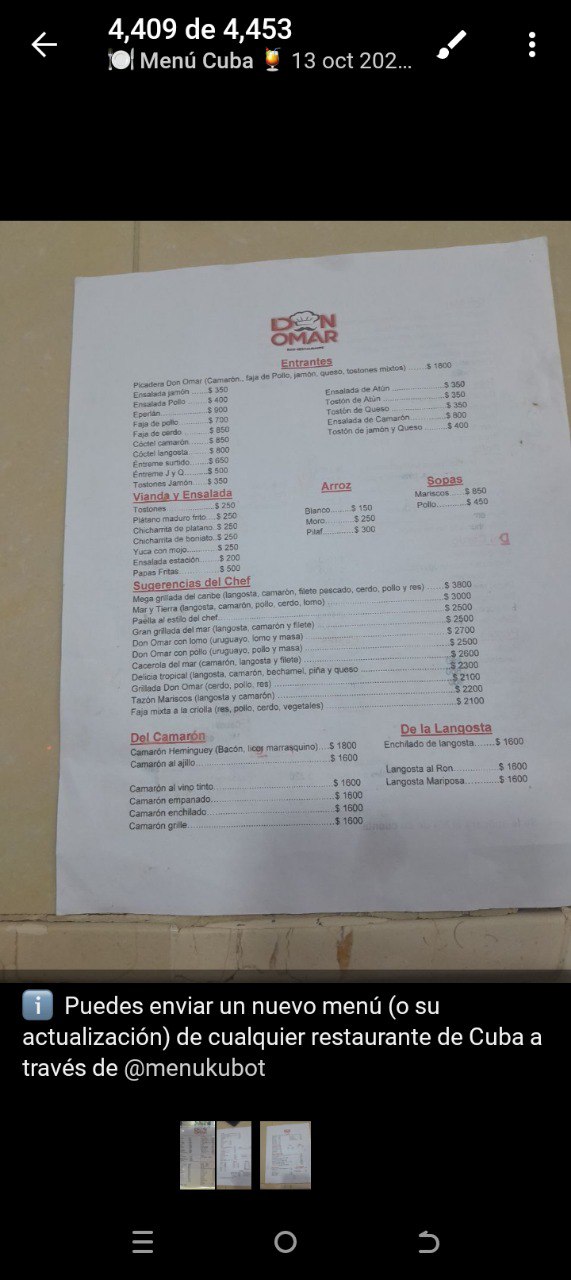 4,409 de 4,453
🍽️ Menú Cuba 🍹 13 oct 202...
DON
OMAR
Entrantes
Picadera Don Omar (Camarón., faja de Pollo, jamón, queso, tostones mixtos) .......$ 1800
Ensalada jamón ......$ 350
Ensalada Pollo .......$ 400
Eperlán...............$ 900
Faja de pollo .........$ 700
Faja de cerdo ........$ 850
Cóctel camarón ......$ 850
Cóctel langosta ......$ 800
Entreme surtido.......$ 650
Entreme J y Q.........$ 500
Tostones Jamón......$ 350
Ensalada de Atún ...............$ 350
Tostón de Atún .................$ 350
Tostón de Queso ................$ 350
Ensalada de Camarón.............$ 800
Tostón de jamón y Queso ........$ 400
Vianda y Ensalada
Tostones ................$ 250
Plátano maduro frito....$ 250
Chicharrita de plátano. $ 250
Chicharrita de boniato. $ 250
Yuca con mojo............$ 250
Ensalada estación.......$ 200
Papas Fritas..............$ 500
Arroz
Blanco.........$ 150
Moro...........$ 250
Pilaf............$ 300
Sopas
Mariscos......$ 850
Pollo...........$ 450
Sugerencias del Chef
Mega grillada del caribe (langosta, camarón, filete pescado, cerdo, pollo y res) ......$ 3800
Mar y Tierra (langosta, camarón, pollo, cerdo, lomo)..............$ 3000
Paella al estilo del chef..............$ 2500
Gran grillada del mar (langosta, camarón y filete)..............$ 2500
Don Omar con lomo (uruguayo, lomo y masa)..............$ 2700
Don Omar con pollo (uruguayo, pollo y masa)..............$ 2500
Cacerola del mar (camarón, langosta y filete)..............$ 2600
Delicia tropical (langosta, camarón, bechamel, piña y queso..............$ 2300
Grillada Don Omar (cerdo, pollo, res)..............$ 2100
Tazón Mariscos (langosta y camarón)..............$ 2200
Faja mixta a la criolla (res, pollo, cerdo, vegetales)..............$ 2100
Del Camarón
Camarón Heminguey (Bacón, licos marrasquino)...$ 1800
Camarón al ajillo..............$ 1600
Camarón al vino tinto..............$ 1600
Camarón empanado..............$ 1600
Camarón enchilado..............$ 1600
Camarón grille..............$ 1600
De la Langosta
Enchilado de langosta.......$ 1600
Langosta al Ron..............$ 1600
Langosta Mariposa............$ 1600
ℹ️ Puedes enviar un nuevo menú (o su
actualización) de cualquier restaurante de Cuba a
través de @menukubot